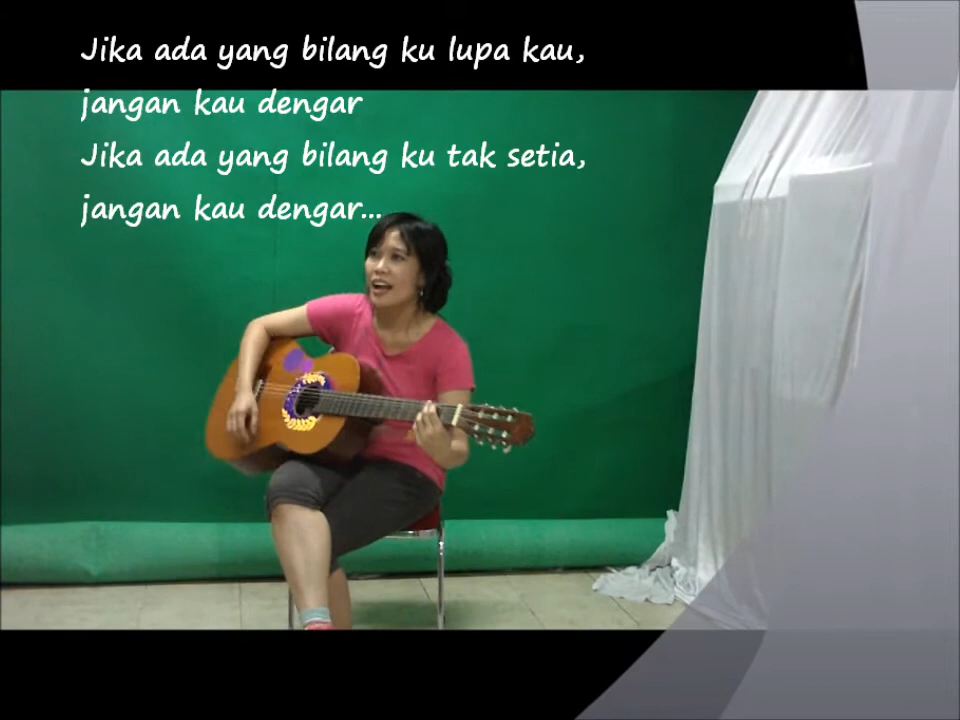 Jika ada yang bilang ku lupa kau,
jangan kau dengar
Jika ada yang bilang ku tak setia,
jangan kau dengar...